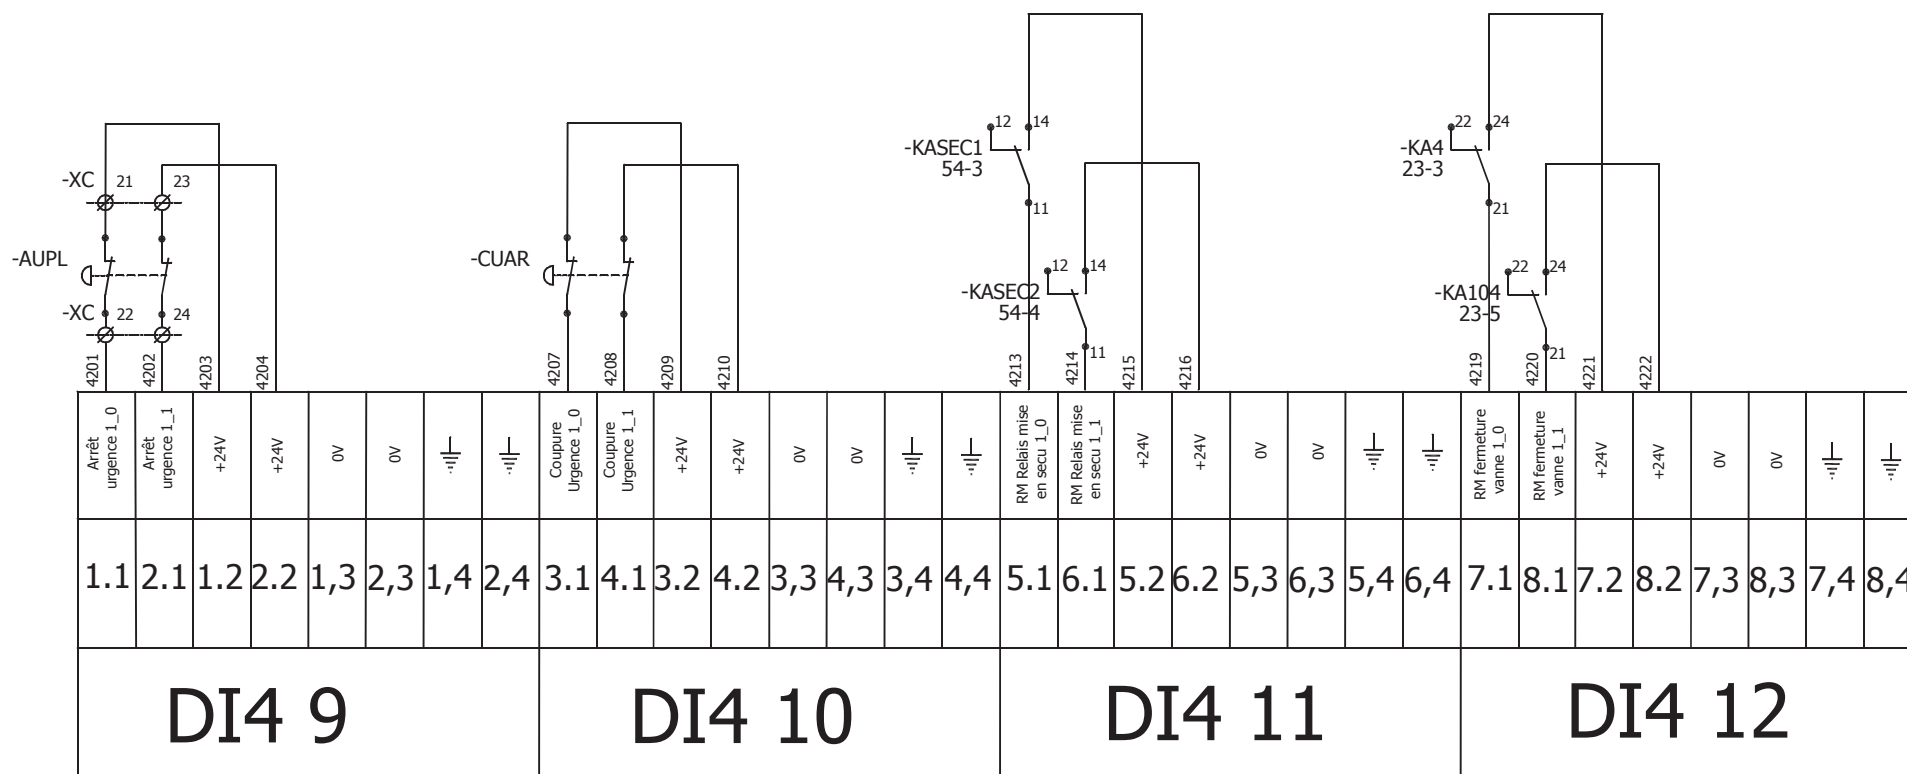 12
14
22
24
-KASEC1
54-3
-KA4
23-3
-XC
21
23
11
21
-AUPL
-CUAR
12
14
22
24
-KASEC2
54-4
-KA104
23-5
-XC
22
24
11
21
4201
4202
4203
4204
4207
4208
4209
4210
4213
4214
4215
4216
4219
4220
4221
4222
Arrêt
urgence 1_0
Arrêt
urgence 1_1
+24V
+24V
0V
0V
Coupure
Urgence 1_0
Coupure
Urgence 1_1
+24V
+24V
0V
0V
RM Relais mise
en secu 1_0
RM Relais mise
en secu 1_1
+24V
+24V
0V
0V
RM fermeture
vanne 1_0
RM fermeture
vanne 1_1
+24V
+24V
0V
0V
1.1 2.1 1.2 2.2 1,3 2,3 1,4 2,4 3.1 4.1 3.2 4.2 3,3 4,3 3,4 4,4 5.1 6.1 5.2 6.2 5,3 6,3 5,4 6,4 7.1 8.1 7.2 8.2 7,3 8,3 7,4 8,4
DI4 9
DI4 10
DI4 11
DI4 12